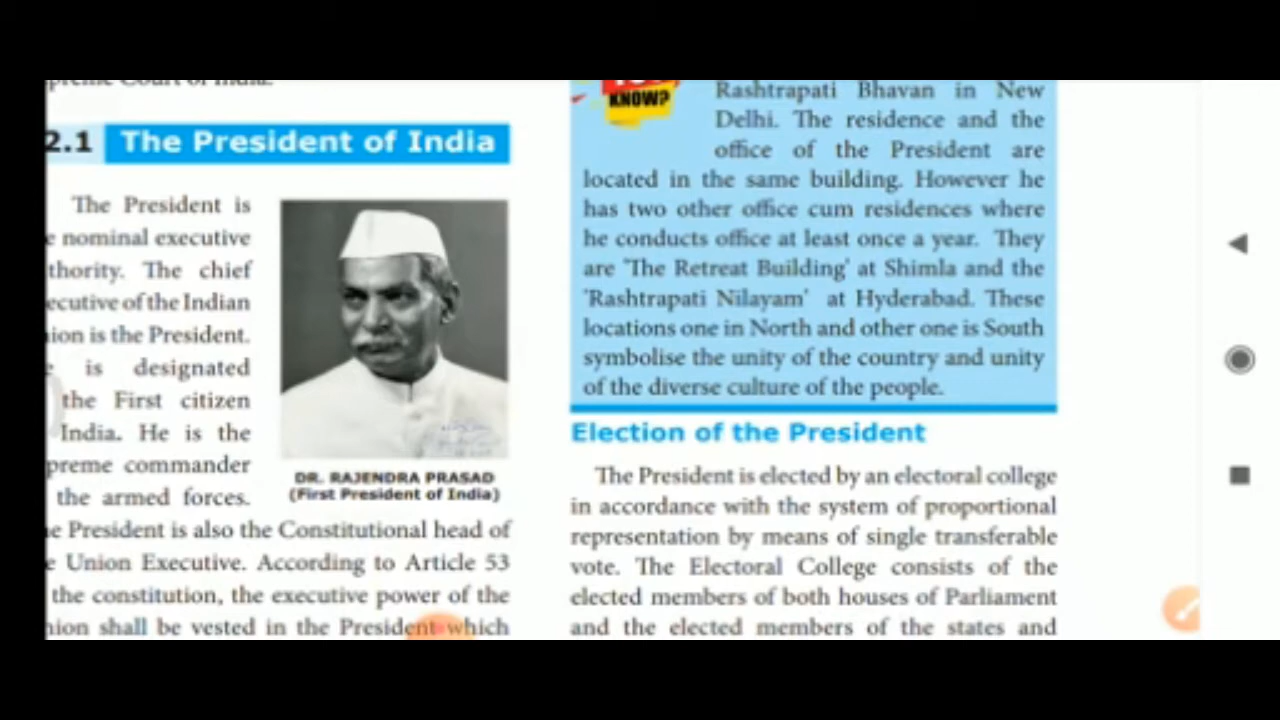 preme Court of India.
2.1 The President of India
The President is
e nominal executive
thority. The chief
ecutive of the Indian
ion is the President.
is designated
the First citizen
India. He is the
preme commander
the armed forces.
DR. RAJENDRA PRASAD
(First President of India)
e President is also the Constitutional head of
e Union Executive. According to Article 53
the constitution, the executive power of the
nion shall be vested in the President which
KNOW?
Rashtrapati Bhavan in New
Delhi. The residence and the
office of the President are
located in the same building. However he
has two other office cum residences where
he conducts office at least once a year. They
are 'The Retreat Building' at Shimla and the
'Rashtrapati Nilayam' at Hyderabad. These
locations one in North and other one is South
symbolise the unity of the country and unity
of the diverse culture of the people.
Election of the President
The President is elected by an electoral college
in accordance with the system of proportional
representation by means of single transferable
vote. The Electoral College consists of the
elected members of both houses of Parliament
and the elected members of the states and